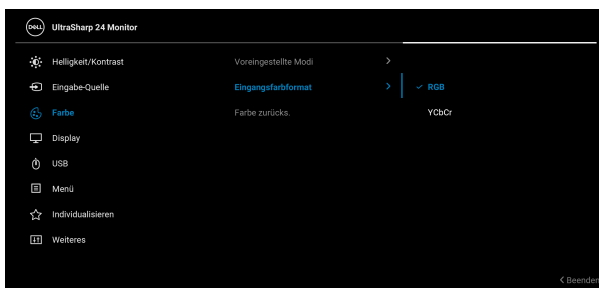 DELL UltraSharp 24 Monitor
Helligkeit/Kontrast Voreingestellte Modi >
Eingabe-Quelle Eingangsfarbformat > ✓ RGB
Farbe Farbe zurücks. YCbCr
Display
USB
Menü
Individualisieren
Weiteres
< Beenden